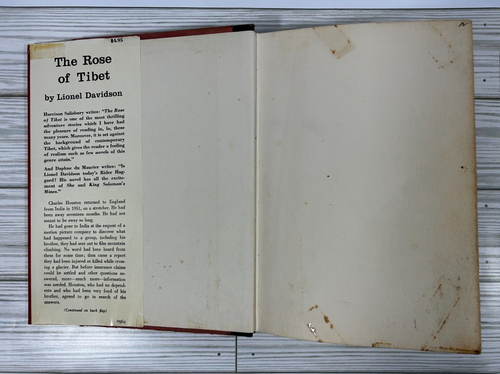 $4.95
The Rose
of Tibet
by Lionel Davidson
Harrison Salisbury writes: "The Rose
of Tibet is one of the most thrilling
adventure stories which I have had
the pleasure of reading in, lo, these
many years. Moreover, it is set against
the background of contemporary
Tibet, which gives the reader a feeling
of realism such as few novels of this
genre attain."
And Daphne du Maurier writes: "Is
Lionel Davidson today's Rider Hag-
gard? His novel has all the excite-
ment of She and King Solomon's
Mines."
Charles Houston returned to England
from India in 1951, on a stretcher. He had
been away seventeen months. He had not
meant to be away so long.
He had gone to India at the request of a
motion picture company to discover what
had happened to a group, including his
brother, they had sent out to film mountain
climbing. No word had been heard from
them for some time; then came a report
they had been injured or killed while cross-
ing a glacier. But before insurance claims
could be settled and other questions an-
swered, more—much more—information
was needed. Houston, who had no depend-
ents and who had been very fond of his
brother, agreed to go in search of the
answers.
(Continued on back flap)
1962